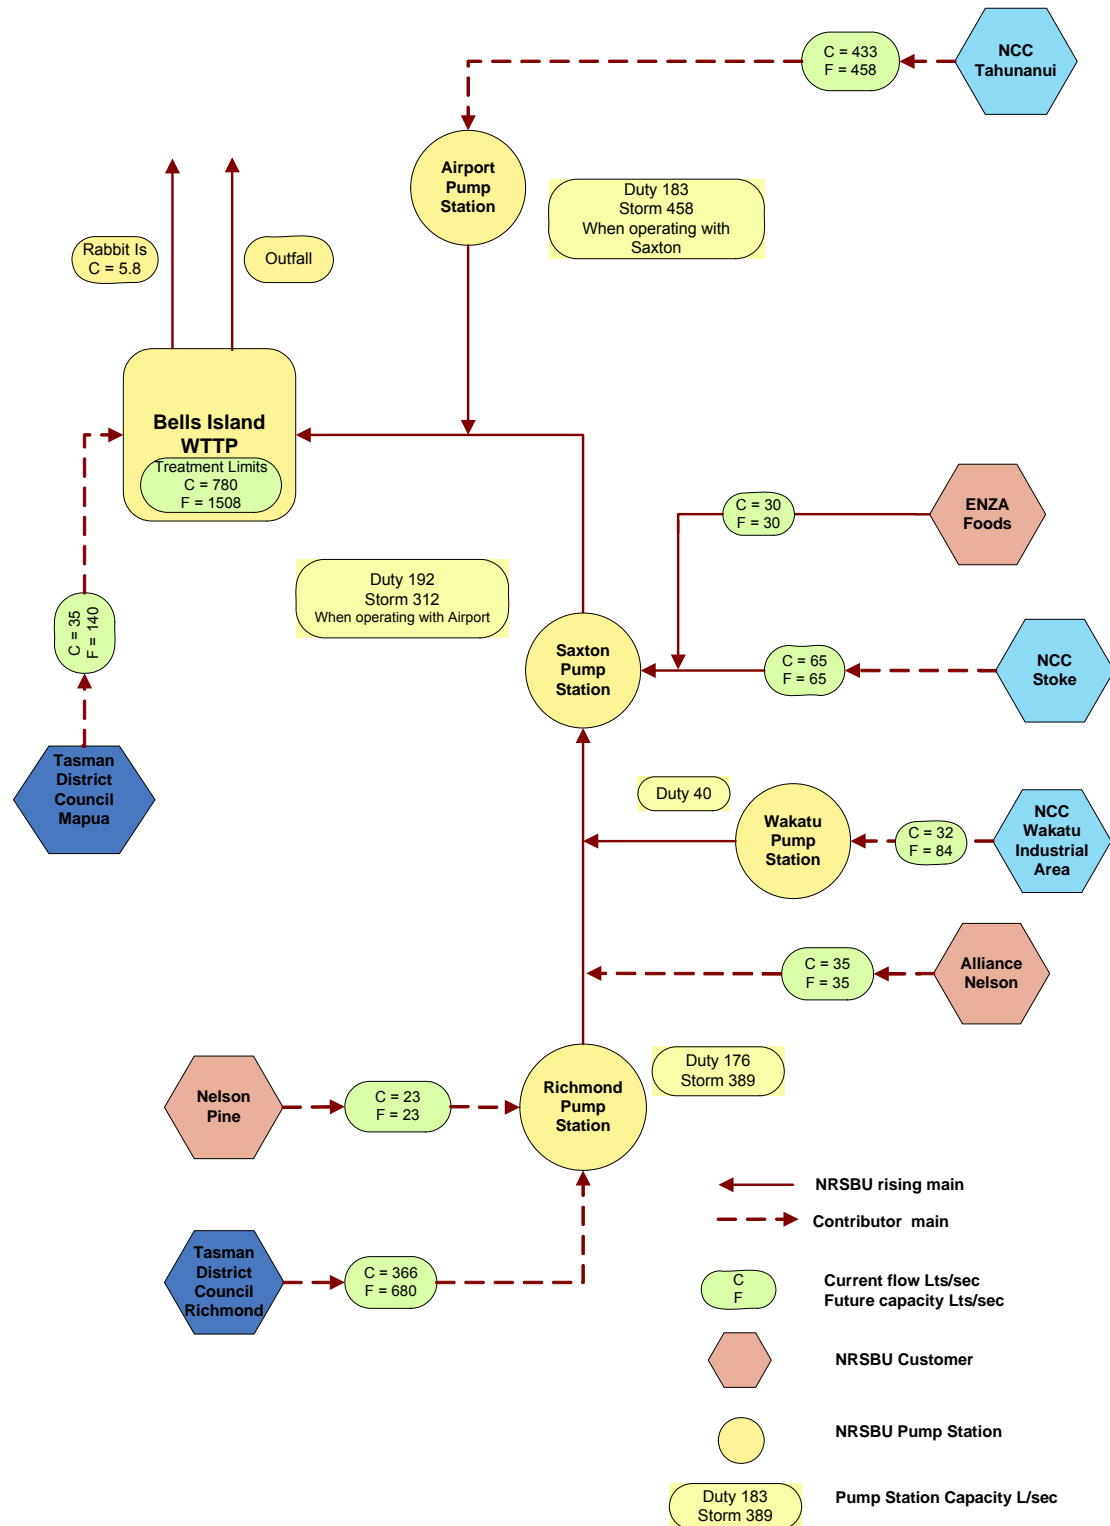 C = 433
F = 458
NCC
Tahunanui
Airport
Pump
Station
Duty 183
Storm 458
When operating with
Saxton
Rabbit Is
C = 5.8
Outfall
Bells Island
WTTP
Treatment Limits
C = 780
F = 1508
C = 30
F = 30
ENZA
Foods
Duty 192
Storm 312
When operating with Airport
C = 35
F = 140
Saxton
Pump
Station
C = 65
F = 65
NCC
Stoke
Tasman
District
Council
Mapua
Duty 40
Wakatu
Pump
Station
C = 32
F = 84
NCC
Wakatu
Industrial
Area
C = 35
F = 35
Alliance
Nelson
Nelson
Pine
C = 23
F = 23
Richmond
Pump
Station
Duty 176
Storm 389
Tasman
District
Council
Richmond
C = 366
F = 680
NRSBU rising main
Contributor main
C
F
Current flow Lts/sec
Future capacity Lts/sec
NRSBU Customer
NRSBU Pump Station
Duty 183
Storm 389
Pump Station Capacity L/sec